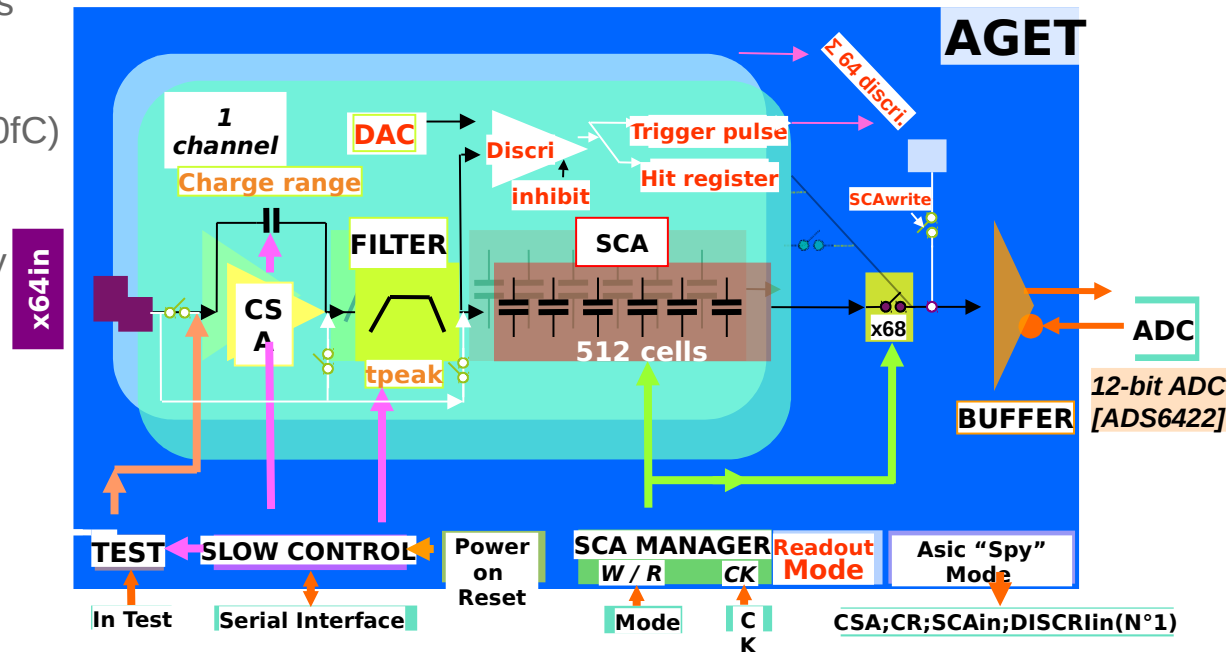 s
AGET
Σ 64 discri.
0fC)
1
channel
DAC
Trigger pulse
Discri
Charge range
Hit register
inhibit
SCAwrite
FILTER
SCA
y
x64in
CS
A
x68
ADC
512 cells
tpeak
12-bit ADC
[ADS6422]
BUFFER
TEST
SLOW CONTROL
Power
on
Reset
SCA MANAGER
W / R
CK
Readout
Mode
Asic “Spy”
Mode
In Test
Serial Interface
Mode
C
K
CSA;CR;SCAin;DISCRIin(N°1)